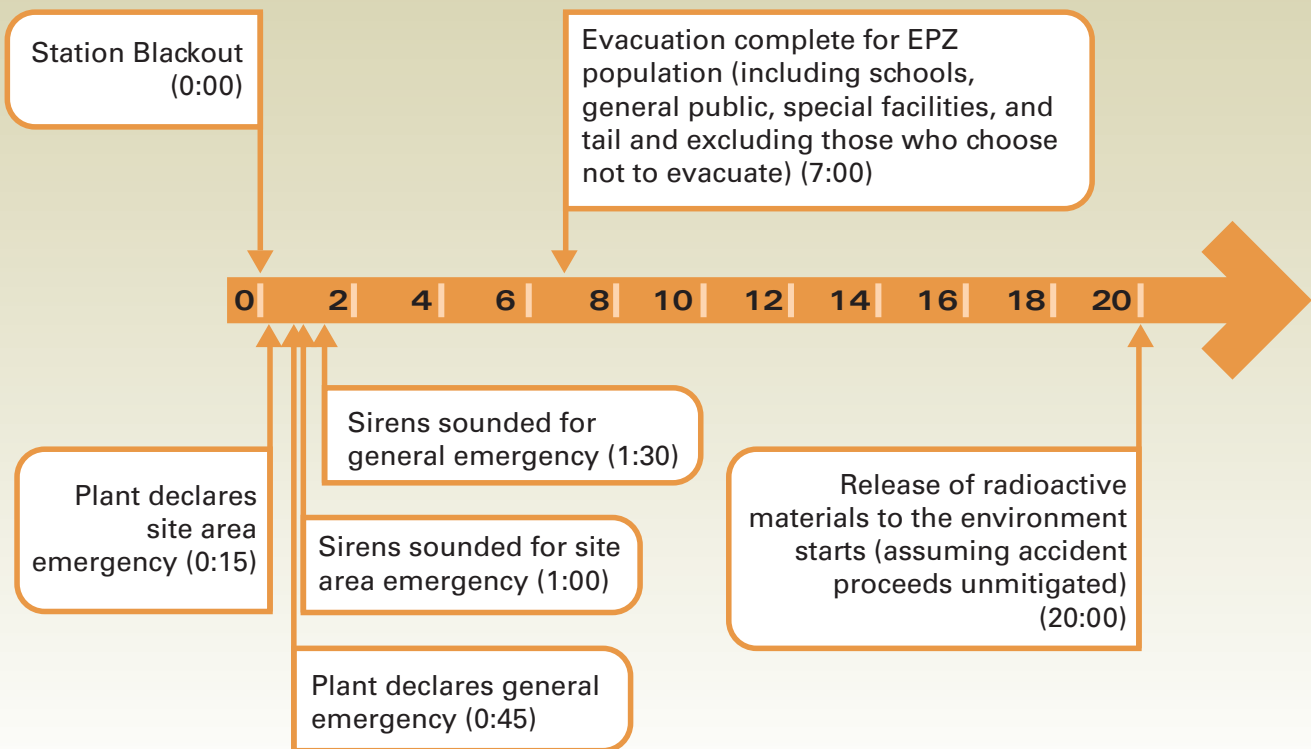 Station Blackout
(0:00)
Evacuation complete for EPZ
population (including schools,
general public, special facilities, and
tail and excluding those who choose
not to evacuate) (7:00)
0 2 4 6 8 10 12 14 16 18 20
Sirens sounded for
general emergency (1:30)
Plant declares
site area
emergency (0:15)
Sirens sounded for site
area emergency (1:00)
Plant declares general
emergency (0:45)
Release of radioactive
materials to the environment
starts (assuming accident
proceeds unmitigated)
(20:00)